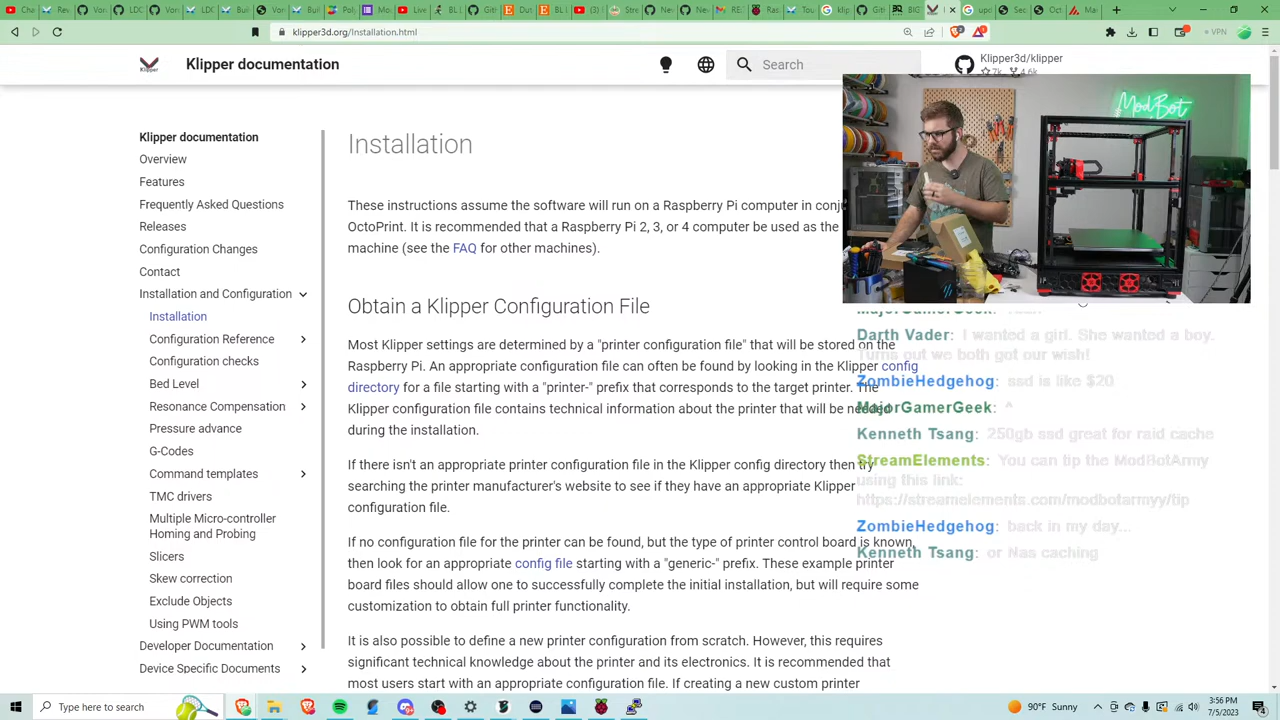 klipper3d.org/Installation.html
+ VPN
Klipper documentation
Search
Klipper3d/klipper
7k 4.6k
Klipper documentation
Overview
Features
Frequently Asked Questions
Releases
Configuration Changes
Contact
Installation and Configuration
Installation
Configuration Reference
Configuration checks
Bed Level
Resonance Compensation
Pressure advance
G-Codes
Command templates
TMC drivers
Multiple Micro-controller
Homing and Probing
Slicers
Skew correction
Exclude Objects
Using PWM tools
Developer Documentation
Device Specific Documents
Installation
These instructions assume the software will run on a Raspberry Pi computer in
OctoPrint. It is recommended that a Raspberry Pi 2, 3, or 4 computer be used as the
machine (see the FAQ for other machines).
Obtain a Klipper Configuration File
Most Klipper settings are determined by a "printer configuration file" that will be stored on the
Raspberry Pi. An appropriate configuration file can often be found by looking in the Klipper config
directory for a file starting with a "printer-" prefix that corresponds to the target printer. The
Klipper configuration file contains technical information about the printer that will be needed
during the installation.
If there isn't an appropriate printer configuration file in the Klipper config directory then try
searching the printer manufacturer's website to see if they have an appropriate Klipper
configuration file.
If no configuration file for the printer can be found, but the type of printer control board is known,
then look for an appropriate config file starting with a "generic-" prefix. These example printer
board files should allow one to successfully complete the initial installation, but will require some
customization to obtain full printer functionality.
It is also possible to define a new printer configuration from scratch. However, this requires
significant technical knowledge about the printer and its electronics. It is recommended that
most users start with an appropriate configuration file. If creating a new custom printer
ModBot
MajorGamerGeek:
Darth Vader: I wanted a girl. She wanted a boy.
Turns out we both got our wish!
ZombieHedgehog: ssd is like $20
MajorGamerGeek: ^
Kenneth Tsang: 250gb ssd great for raid cache
StreamElements: You can tip the ModBotArmy
using this link:
https://streamelements.com/modbotarmyy/tip
ZombieHedgehog: back in my day...
Kenneth Tsang: or Nas caching
Type here to search
90°F Sunny
3:56 PM
7/5/2023